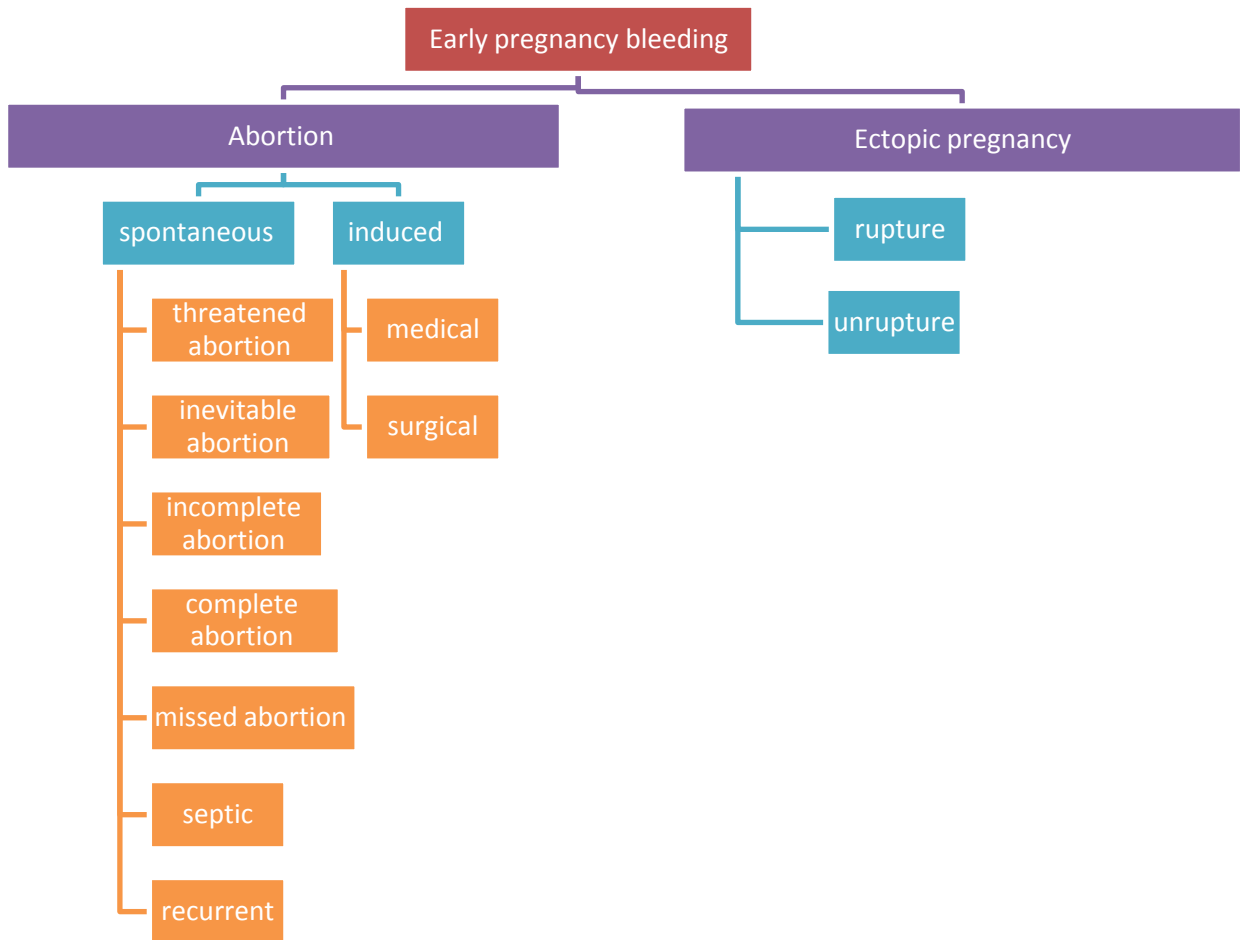 Early pregnancy bleeding
Abortion
Ectopic pregnancy
spontaneous
induced
rupture
unrupture
threatened
abortion
medical
inevitable
abortion
surgical
incomplete
abortion
complete
abortion
missed abortion
septic
recurrent